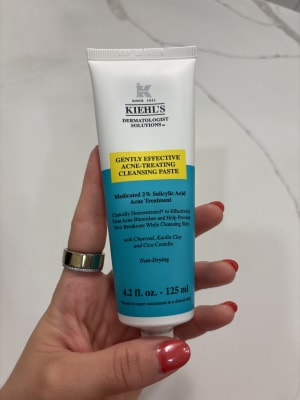 K
SINCE 1851
KIEHL'S
DERMATOLOGIST
SOLUTIONS™
GENTLY EFFECTIVE
ACNE-TREATING
CLEANSING PASTE
Medicated 2% Salicylic Acid
Acne Treatment
Clinically Demonstrated* to Effectively
Treat Acne Blemishes and Help Prevent
New Breakouts While Cleansing Skin
with Charcoal, Kaolin Clay
and Cica Centella
Non-Drying
4.2 fl. oz. - 125 ml